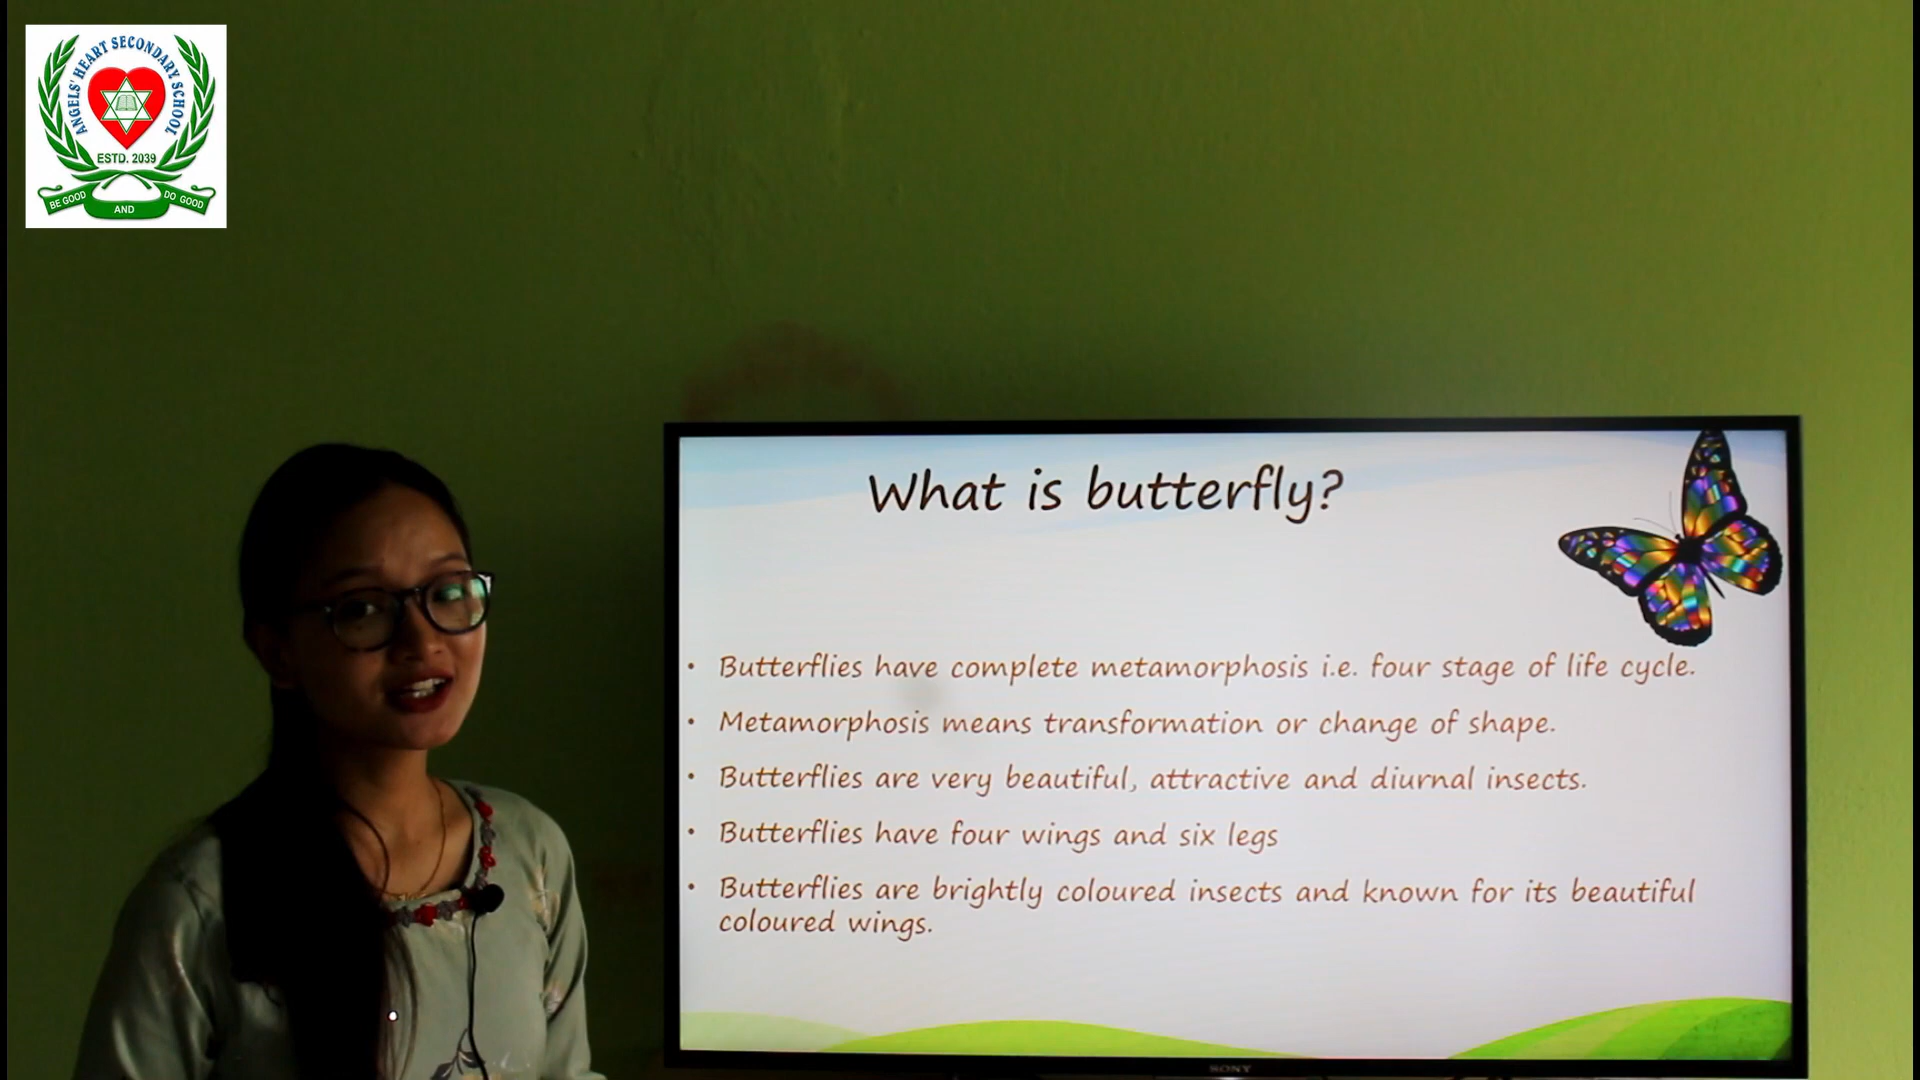 ANGELS' HEART SECONDARY SCHOOL
ESTD. 2039
BE GOOD AND DO GOOD
What is butterfly?
• Butterflies have complete metamorphosis i.e. four stage of life cycle.
• Metamorphosis means transformation or change of shape.
• Butterflies are very beautiful, attractive and diurnal insects.
• Butterflies have four wings and six legs
• Butterflies are brightly coloured insects and known for its beautiful
coloured wings.
SONY